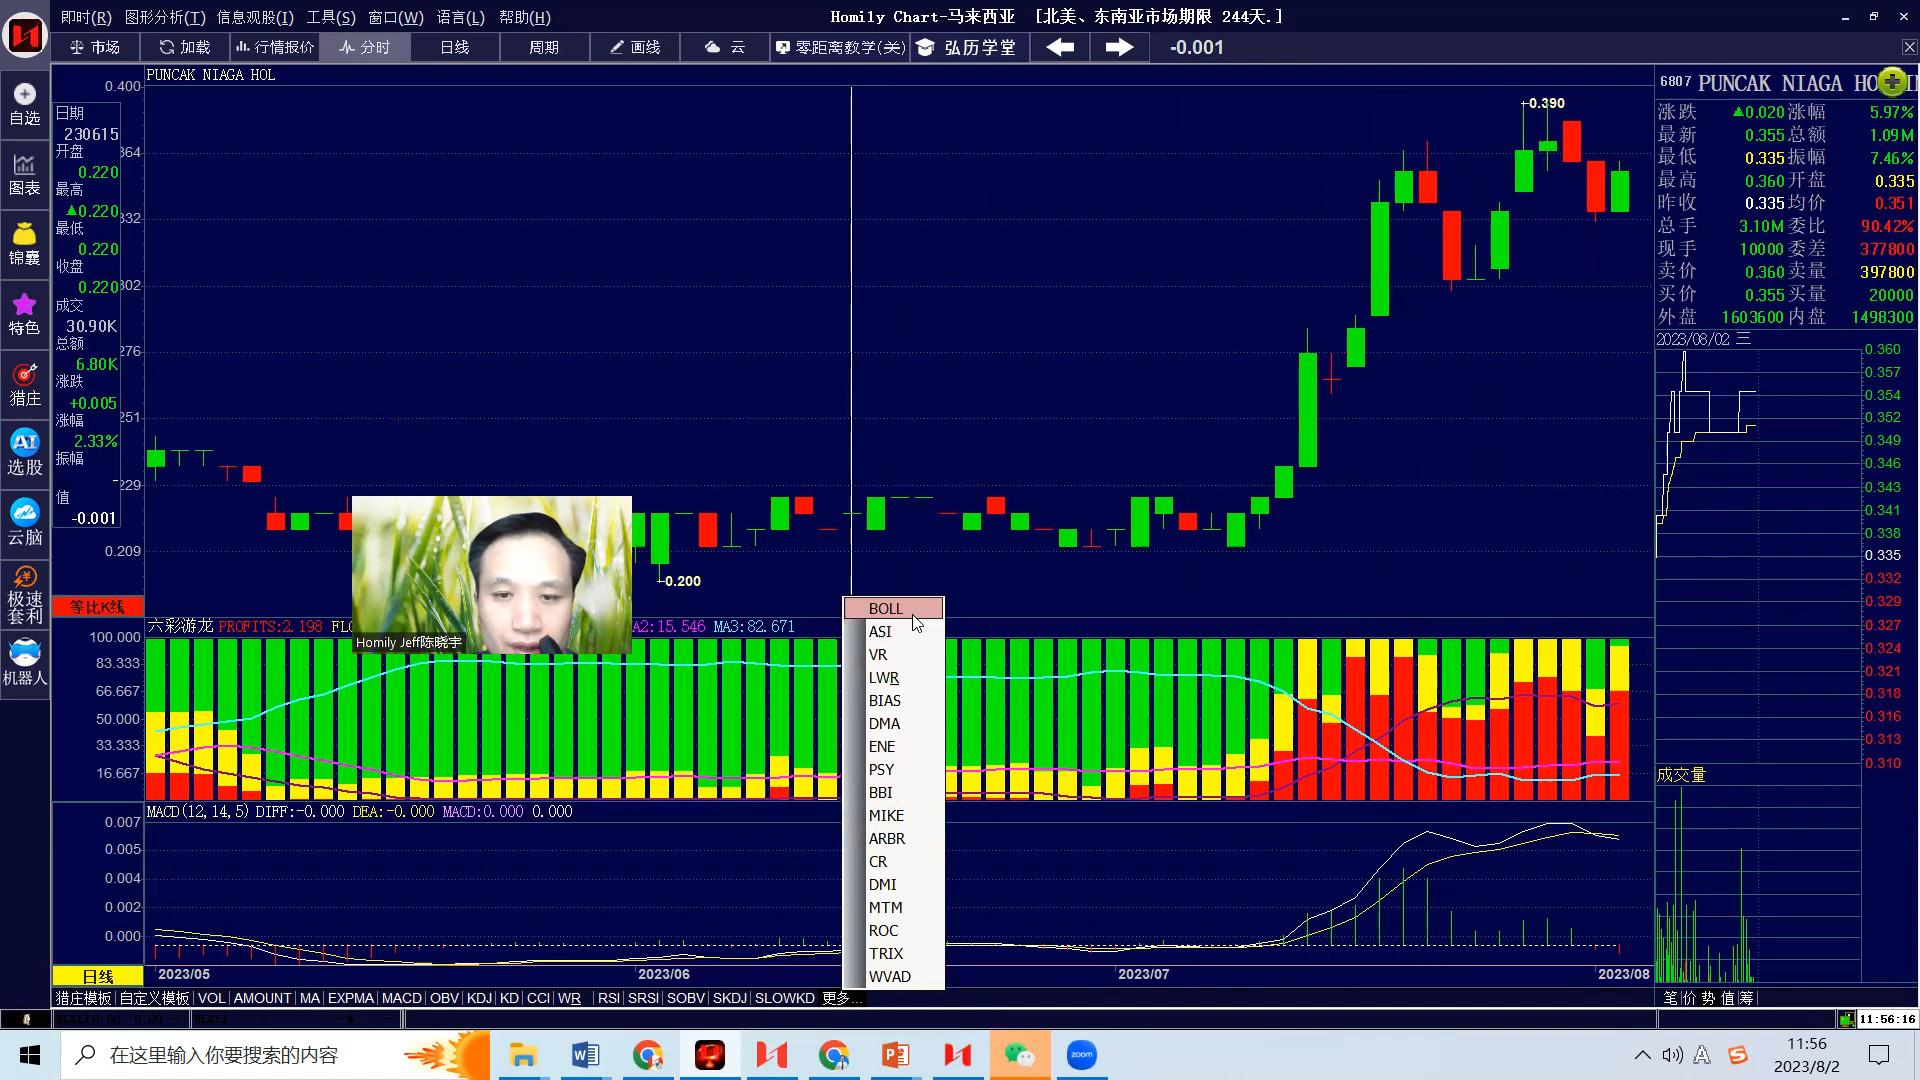 即时(R) 图形分析(T) 信息观股(I) 工具(S) 窗口(W) 语言(L) 帮助(H) Homily Chart-马来西亚 [北美、东南亚市场期限 244天.]
市场 加载 行情报价 分时 日线 周期 画线 云 零距离教学(关) 弘历学堂 -0.001
自选
图表
锦囊
特色
猎庄
AI
选股
云脑
极速
套利
机器人
日期
230615
开盘
0.220
最高
▲0.220
最低
0.220
收盘
0.220
成交
30.90K
总额
6.80K
涨跌
+0.005
涨幅
2.33%
振幅
-
值
-0.001
PUNCAK NIAGA HOL
0.400
364
332
302
276
251
229
0.209
0.390
0.200
等比K线
Homily Jeff陈晓宇
六彩游龙 PROFITS:2.198 A2:15.546 MA3:82.671
100.000
83.333
66.667
50.000
33.333
16.667
MACD(12,14,5) DIFF:-0.000 DEA:-0.000 MACD:0.000 0.000
0.007
0.005
0.004
0.002
0.000
日线 2023/05 2023/06 2023/07 2023/08
BOLL
ASI
VR
LWR
BIAS
DMA
ENE
PSY
BBI
MIKE
ARBR
CR
DMI
MTM
ROC
TRIX
WVAD
猎庄模板 自定义模板 VOL AMOUNT MA EXPMA MACD OBV KDJ KD CCI WR RSI SRSI SOBV SKDJ SLOWKD 更多...
6807 PUNCAK NIAGA HO
涨跌 ▲0.020 涨幅 5.97%
最新 0.355 总额 1.09M
最低 0.335 振幅 7.46%
最高 0.360 开盘 0.335
昨收 0.335 均价 0.351
总手 3.10M 委比 90.42%
现手 10000 委差 377800
卖价 0.360 卖量 397800
买价 0.355 买量 20000
外盘 1603600 内盘 1498300
2023/08/02 三
0.360
0.357
0.354
0.352
0.349
0.346
0.343
0.341
0.338
0.335
0.332
0.329
0.327
0.324
0.321
0.318
0.316
0.313
0.310
成交量
笔 价 势 值 筹
11:56:16
在这里输入你要搜索的内容
zoom
11:56
2023/8/2